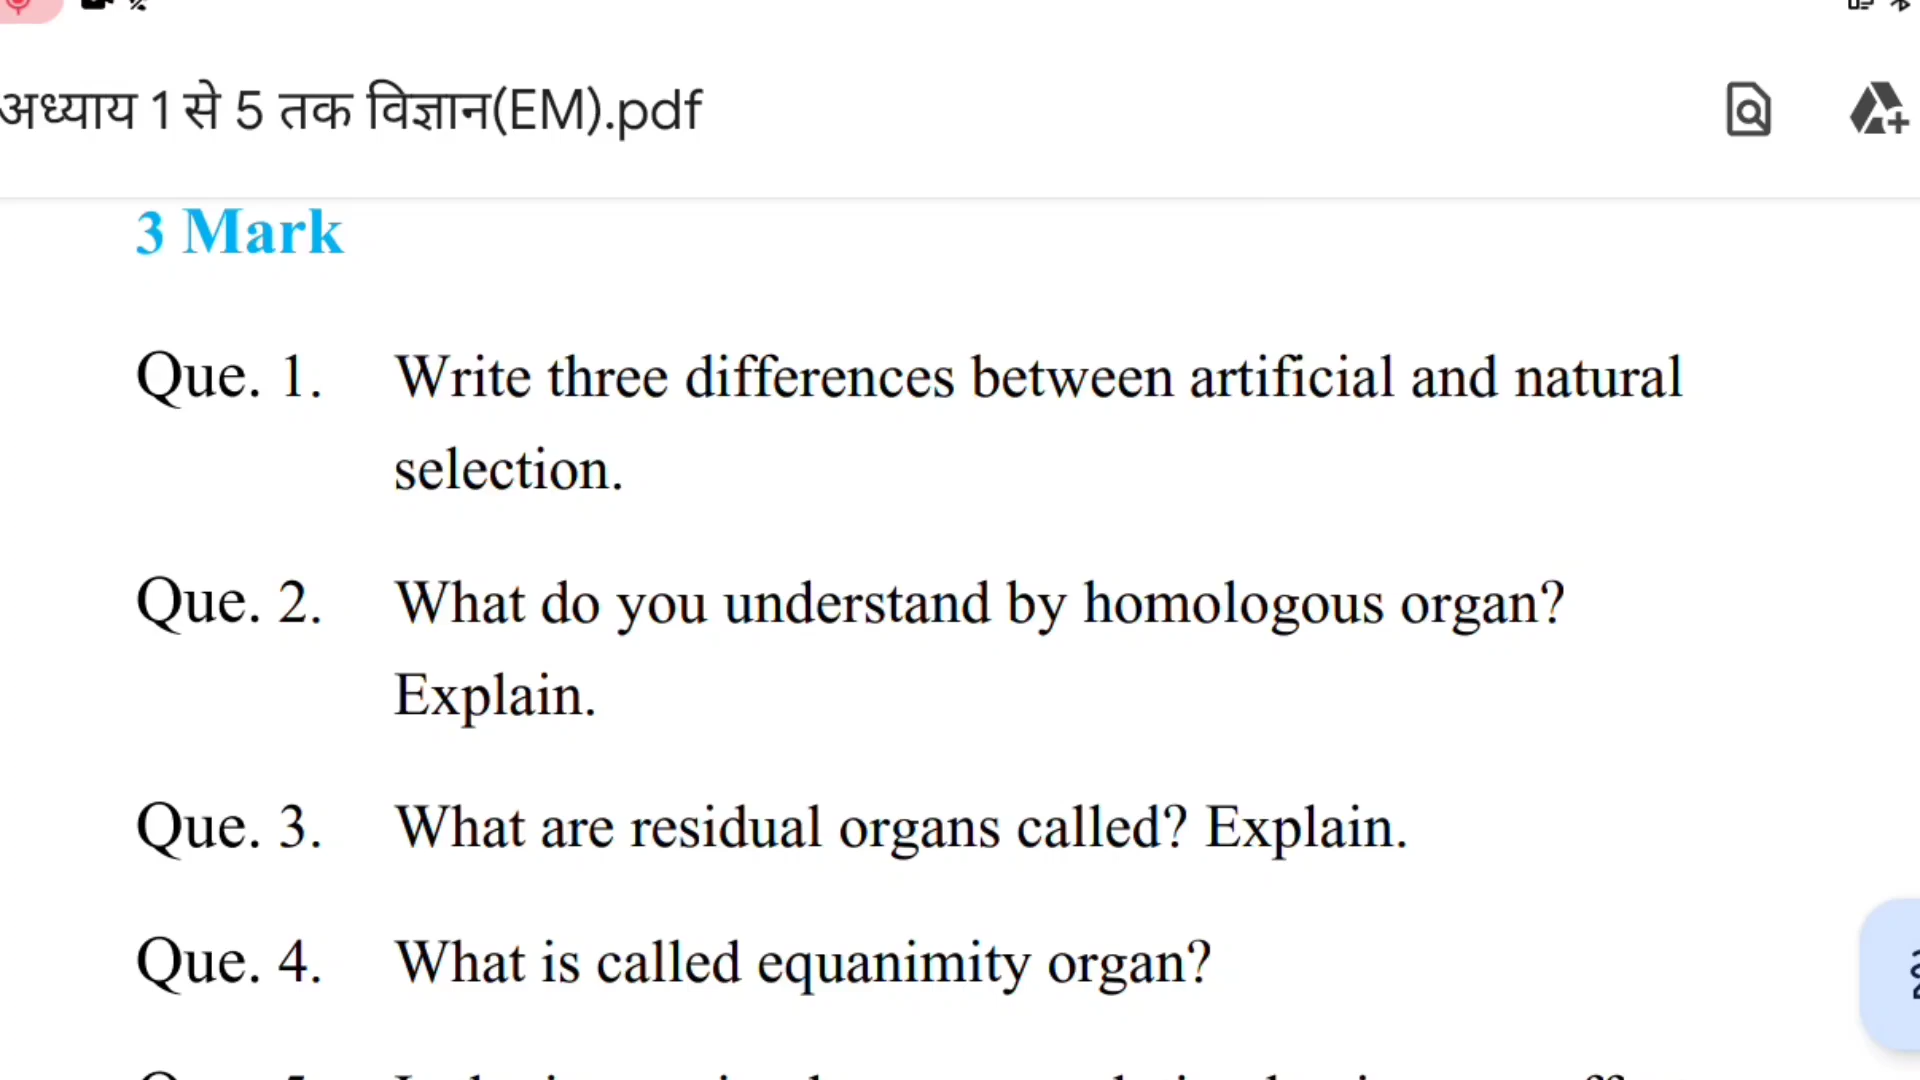 अध्याय 1 से 5 तक विज्ञान(EM).pdf
3 Mark
Que. 1. Write three differences between artificial and natural
selection.
Que. 2. What do you understand by homologous organ?
Explain.
Que. 3. What are residual organs called? Explain.
Que. 4. What is called equanimity organ?